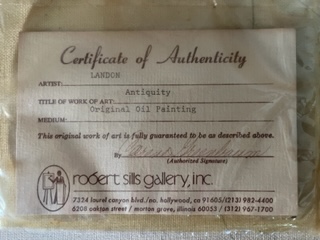 Certificate of Authenticity
ARTIST: LANDON
TITLE OF WORK OF ART: Antiquity
MEDIUM: Original Oil Painting
This original work of art is fully guaranteed to be as described above.
By
(Authorized Signature)
robert sills gallery, inc.
7324 laurel canyon blvd./no. hollywood, ca 91605/(213) 982-4400
6208 oakton street / morton grove, illinois 60053 / (312) 967-1700